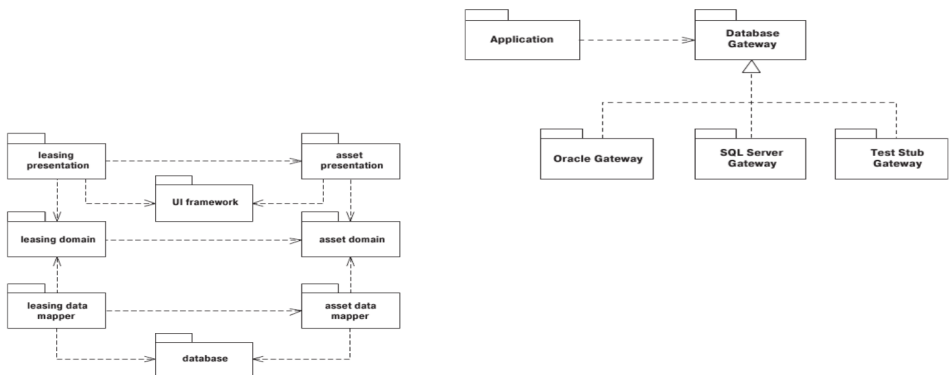 Application
Database
Gateway
Oracle Gateway
SQL Server
Gateway
Test Stub
Gateway
leasing
presentation
asset
presentation
UI framework
leasing domain
asset domain
leasing data
mapper
asset data
mapper
database